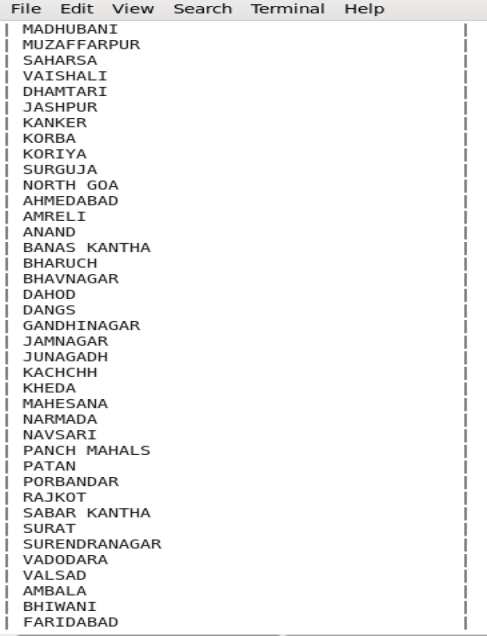 File Edit View Search Terminal Help
| MADHUBANI |
| MUZAFFARPUR |
| SAHARSA |
| VAISHALI |
| DHAMTARI |
| JASHPUR |
| KANKER |
| KORBA |
| KORIYA |
| SURGUJA |
| NORTH GOA |
| AHMEDABAD |
| AMRELI |
| ANAND |
| BANAS KANTHA |
| BHARUCH |
| BHAVNAGAR |
| DAHOD |
| DANGS |
| GANDHINAGAR |
| JAMNAGAR |
| JUNAGADH |
| KACHCHH |
| KHEDA |
| MAHESANA |
| NARMADA |
| NAVSARI |
| PANCH MAHALS |
| PATAN |
| PORBANDAR |
| RAJKOT |
| SABAR KANTHA |
| SURAT |
| SURENDRANAGAR |
| VADODARA |
| VALSAD |
| AMBALA |
| BHIWANI |
| FARIDABAD |